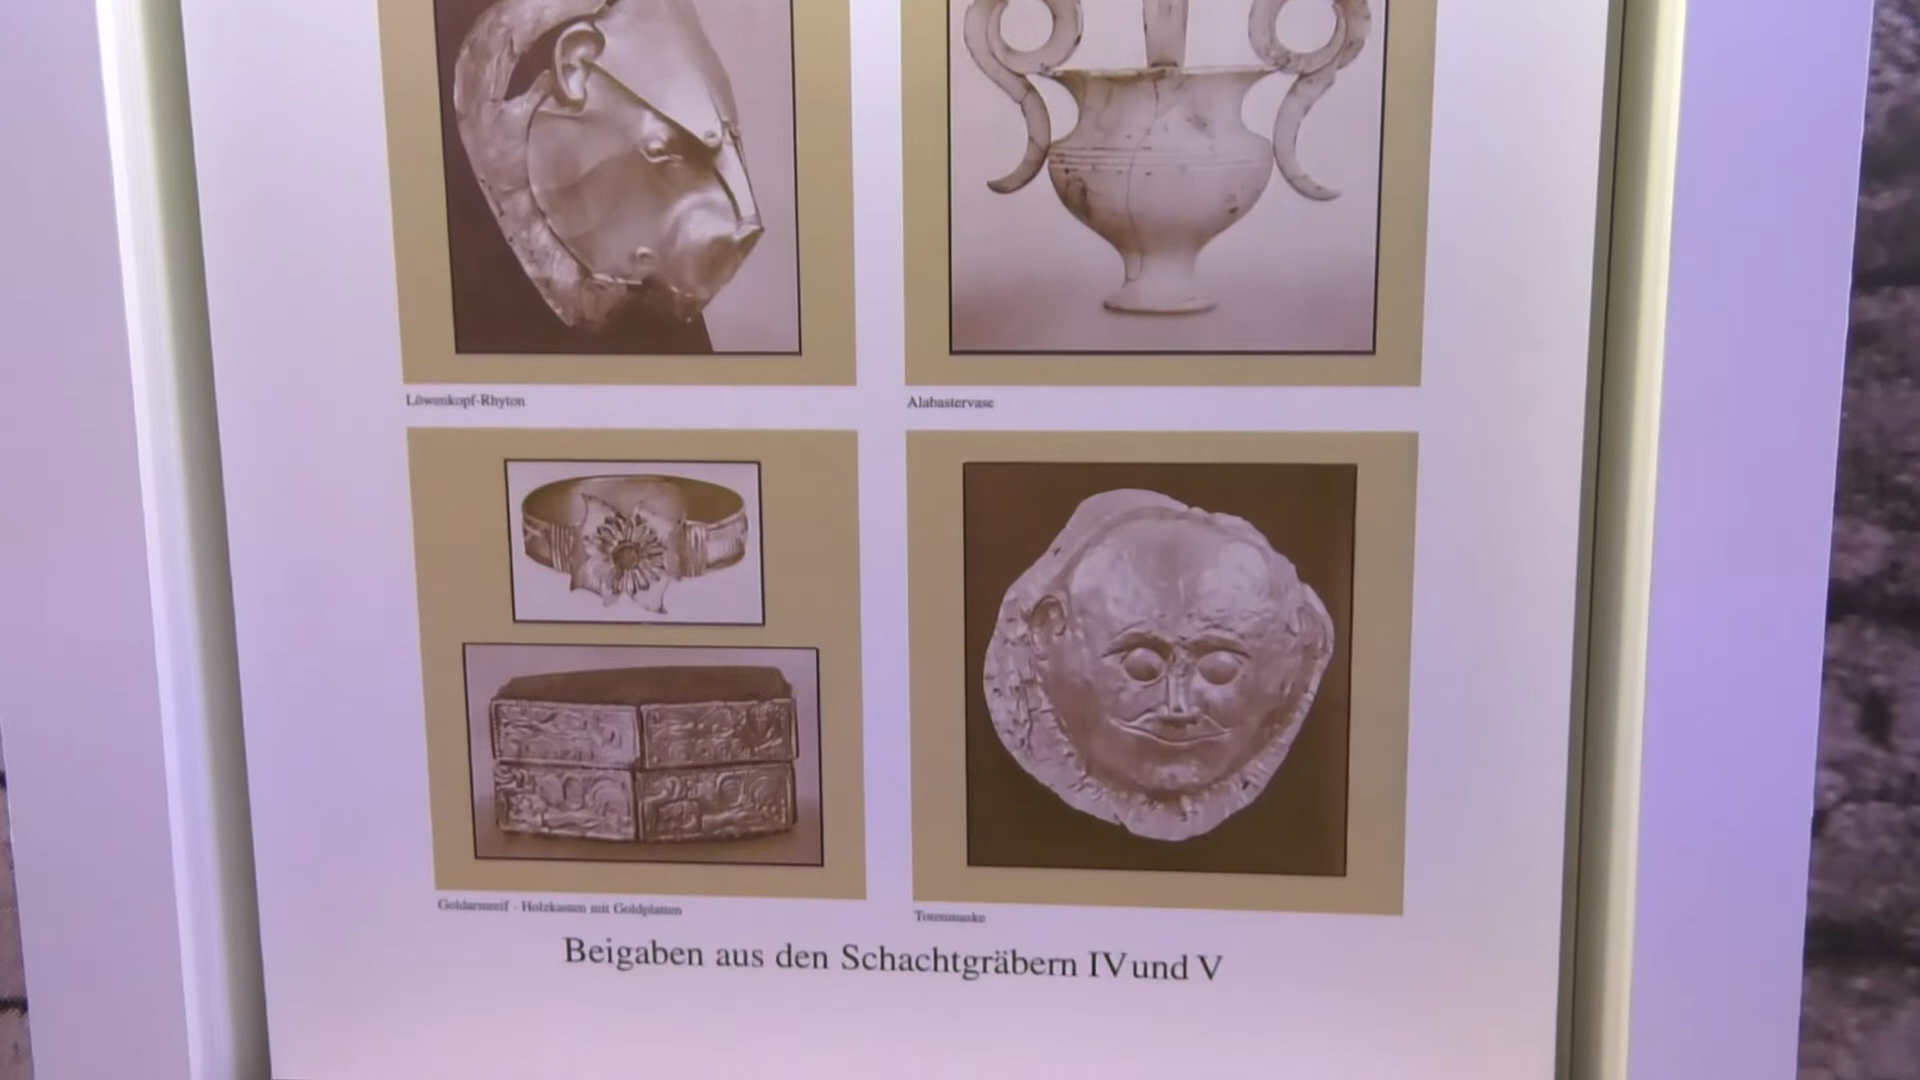 Löwenkopf-Rhyton
Alabastervase
Goldarmreif - Holzkasten mit Goldplatten
Totenmaske
Beigaben aus den Schachtgräbern IV und V